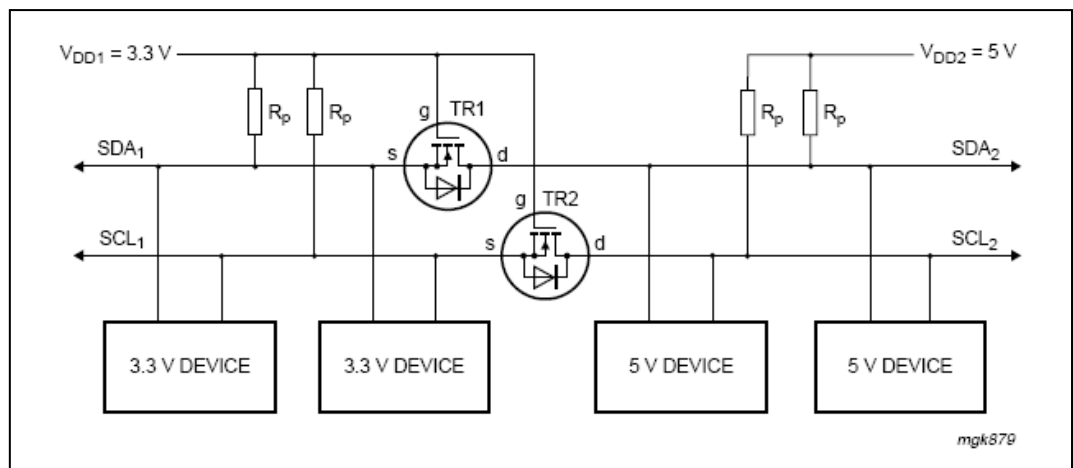 VDD1 = 3.3 V
VDD2 = 5 V
Rp
Rp
TR1
g
Rp
Rp
SDA1
s
d
SDA2
g
TR2
SCL1
s
d
SCL2
3.3 V DEVICE
3.3 V DEVICE
5 V DEVICE
5 V DEVICE
mgk879